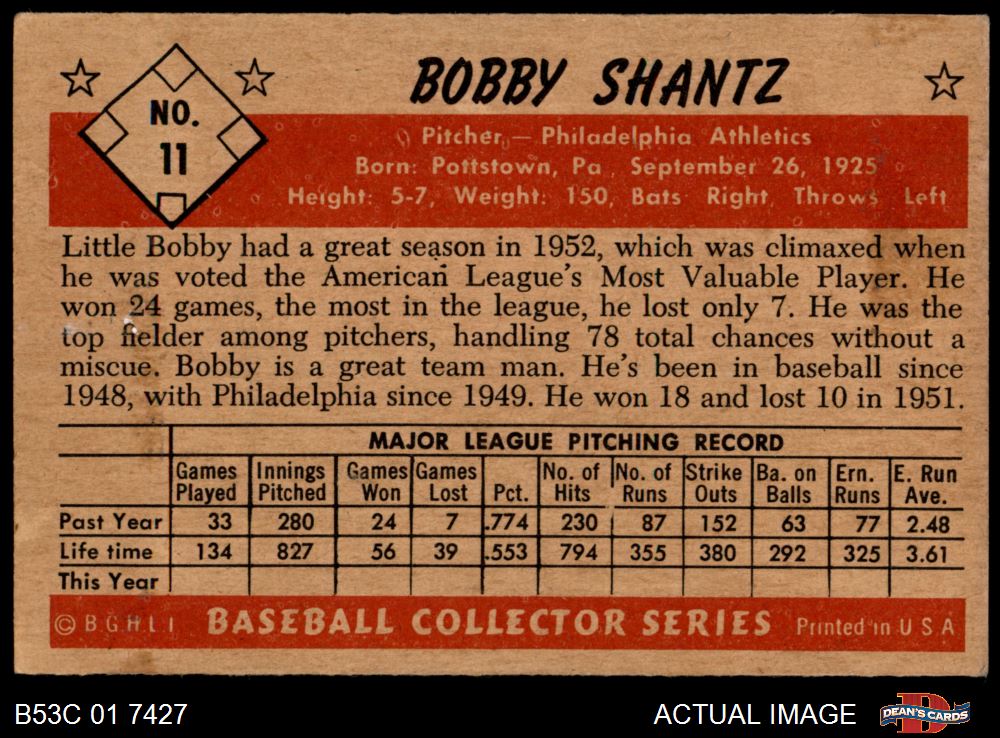 NO.
11
BOBBY SHANTZ
Pitcher — Philadelphia Athletics
Born: Pottstown, Pa. September 26, 1925
Height: 5-7, Weight: 150, Bats Right, Throws Left
Little Bobby had a great season in 1952, which was climaxed when
he was voted the American League's Most Valuable Player. He
won 24 games, the most in the league, he lost only 7. He was the
top fielder among pitchers, handling 78 total chances without a
miscue. Bobby is a great team man. He's been in baseball since
1948, with Philadelphia since 1949. He won 18 and lost 10 in 1951.
MAJOR LEAGUE PITCHING RECORD
Games Played Innings Pitched Games Won Games Lost Pct. No. of Hits No. of Runs Strike Outs Ba. on Balls Ern. Runs E. Run Ave.
Past Year 33 280 24 7 .774 230 87 152 63 77 2.48
Life time 134 827 56 39 .553 794 355 380 292 325 3.61
This Year
© B G H L I BASEBALL COLLECTOR SERIES Printed in U S A
B53C 01 7427 ACTUAL IMAGE DEAN'S CARDS